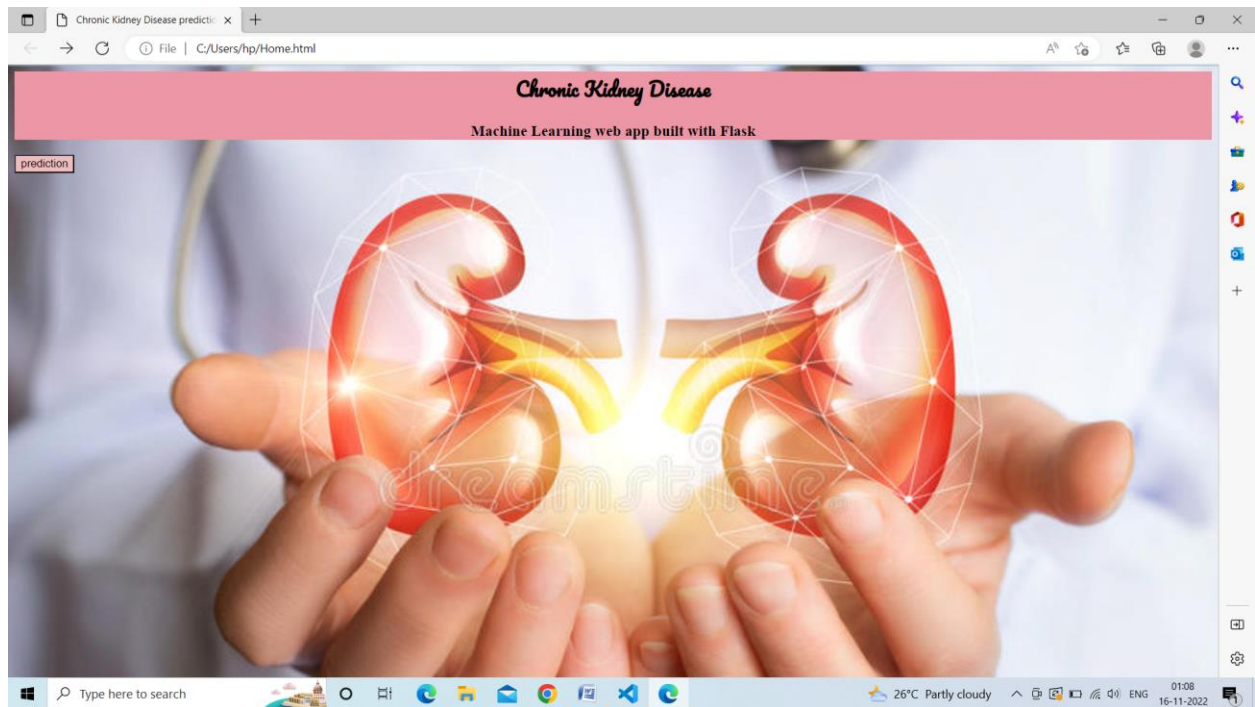 Chronic Kidney Disease predictio
File | C:/Users/hp/Home.html
Chronic Kidney Disease
Machine Learning web app built with Flask
prediction
dreamstime
Type here to search
26°C Partly cloudy
ENG
01:08
16-11-2022
1